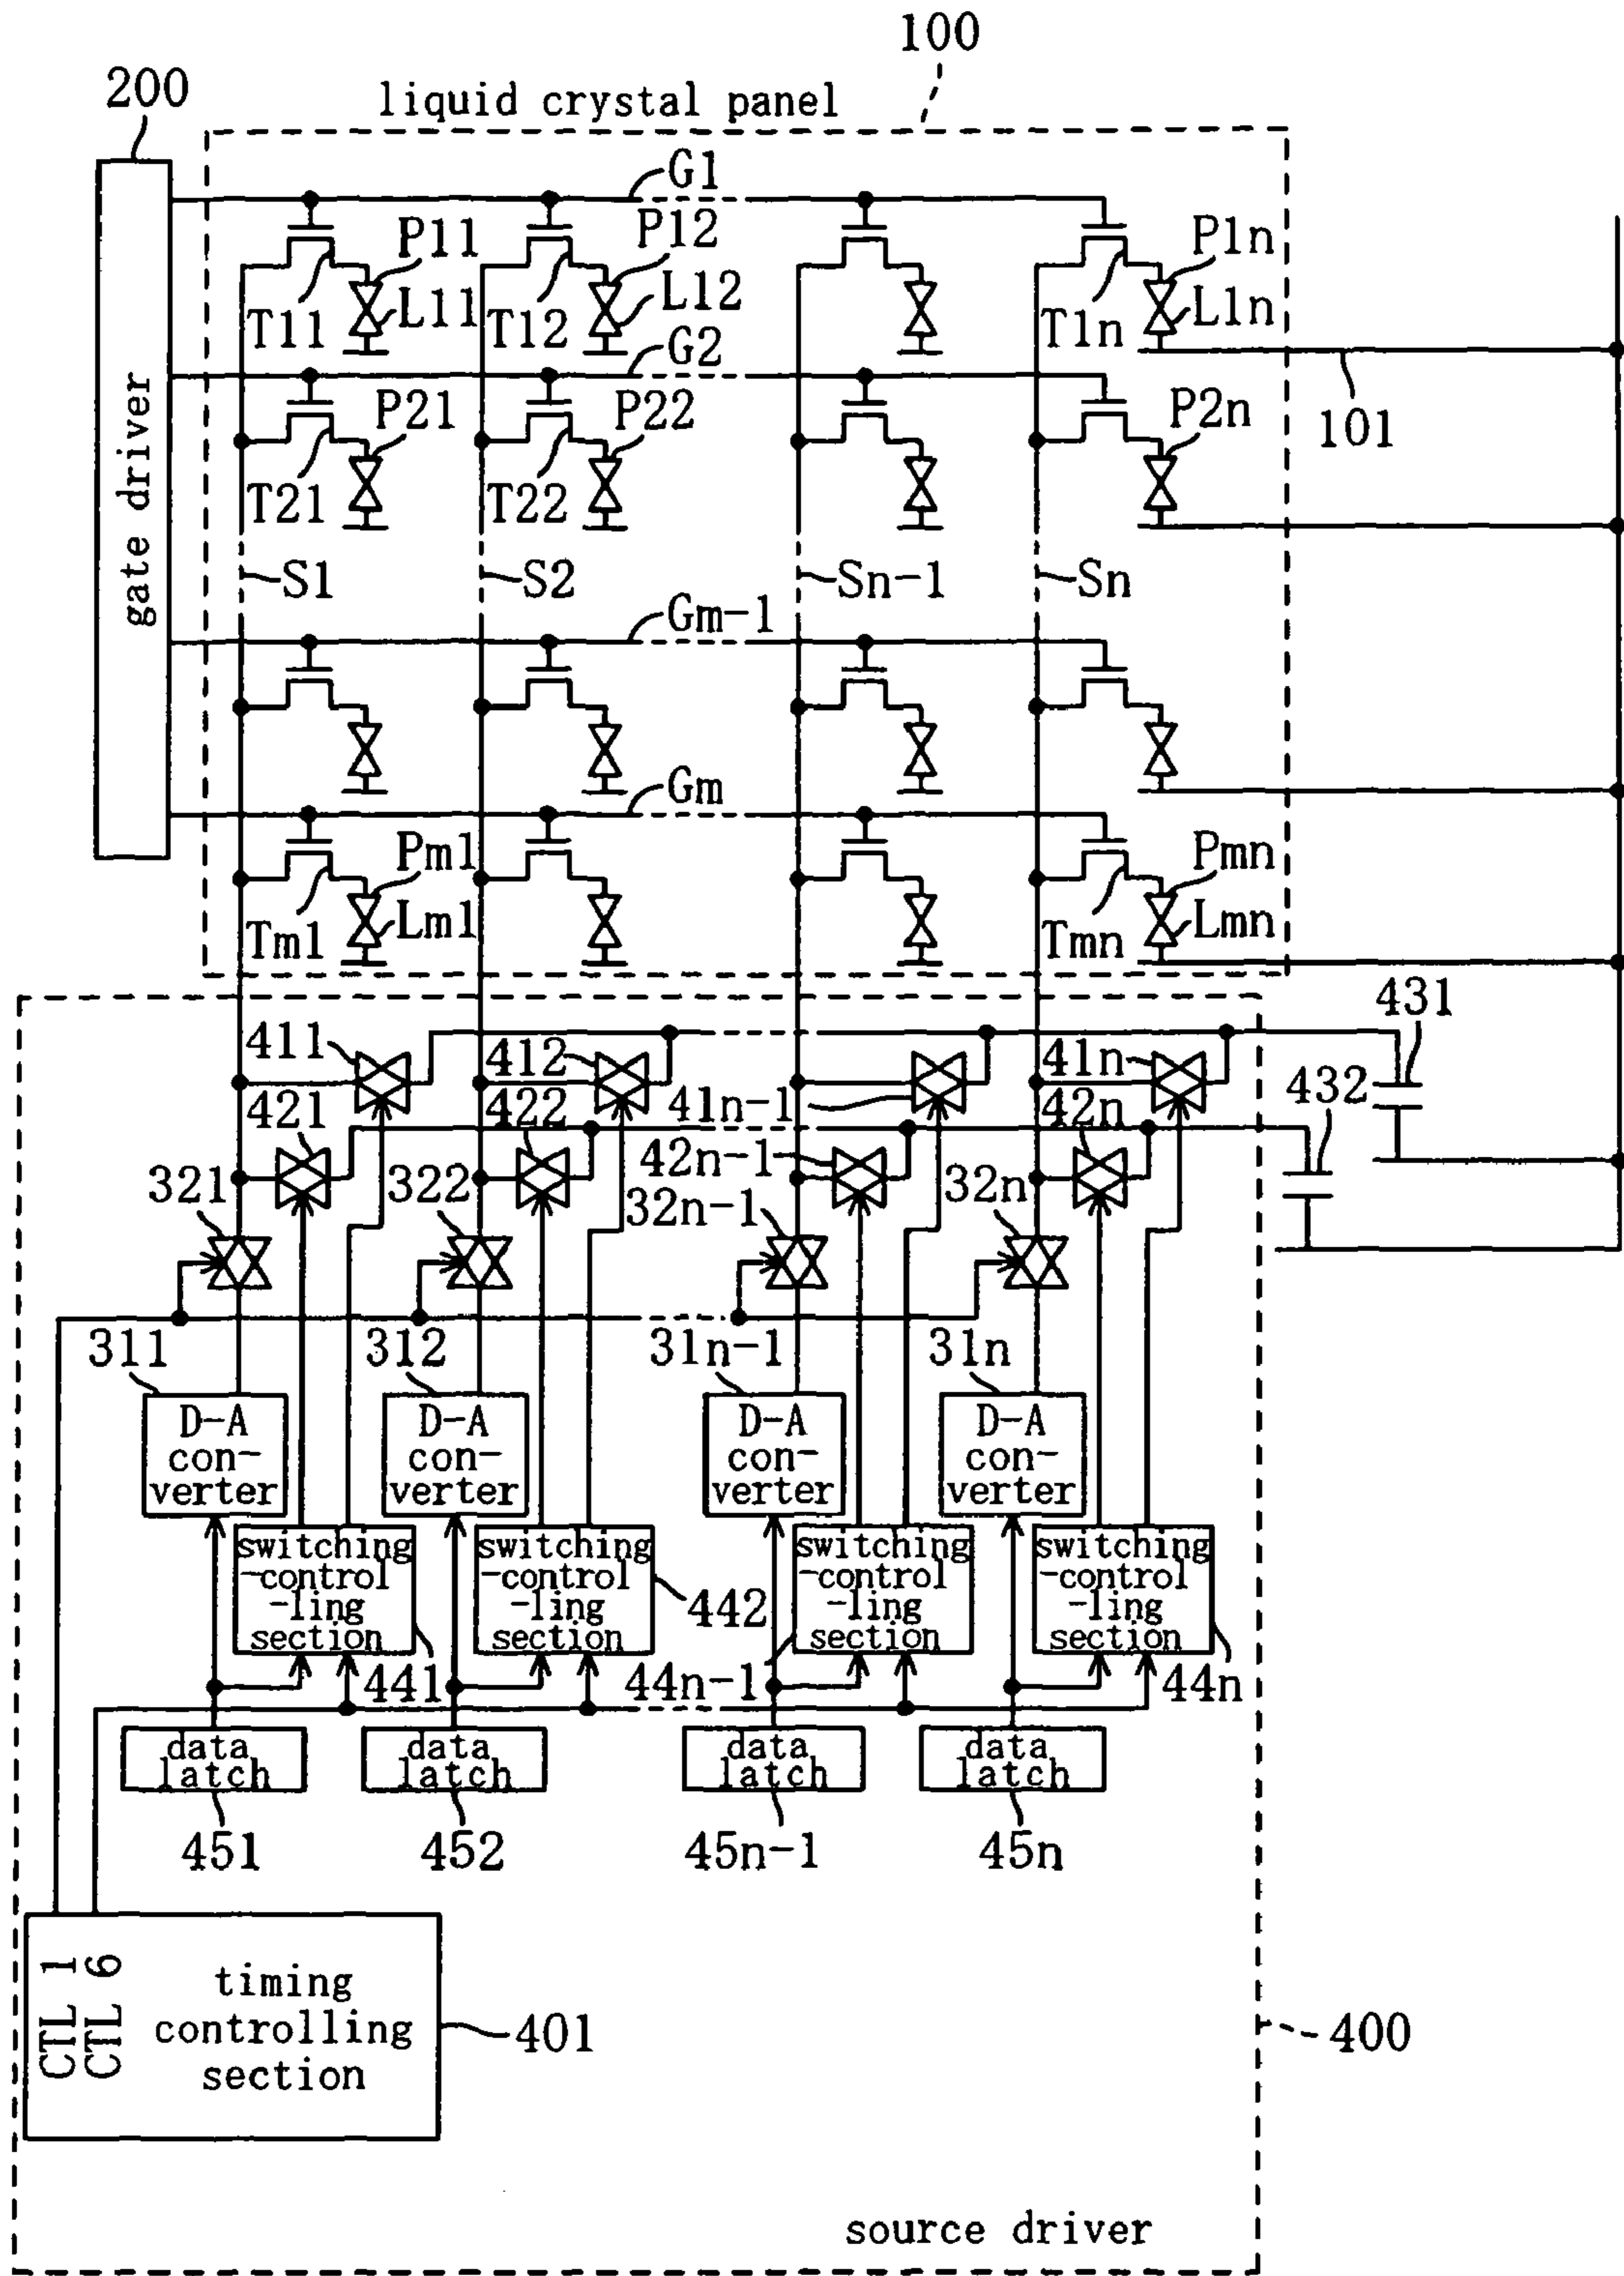 100
200
liquid crystal panel
G1
P11
P12
P1n
T11
L11
T12
L12
T1n
L1n
G2
101
gate driver
P21
P22
P2n
T21
T22
S1
S2
Sn-1
Sn
Gm-1
Gm
Pm1
Pmn
Tm1
Lm1
Tmn
Lmn
431
411
412
41n-1
41n
432
421
422
42n-1
42n
321
322
32n-1
32n
311
312
31n-1
31n
D-A
con-
verter
D-A
con-
verter
D-A
con-
verter
D-A
con-
verter
switching
-control
-ling
section
switching
-control
-ling
section
switching
-control
-ling
section
switching
-control
-ling
section
441
442
44n-1
44n
data
latch
data
latch
data
latch
data
latch
451
452
45n-1
45n
CTL 1
CTL 6
timing
controlling
section
401
400
source driver